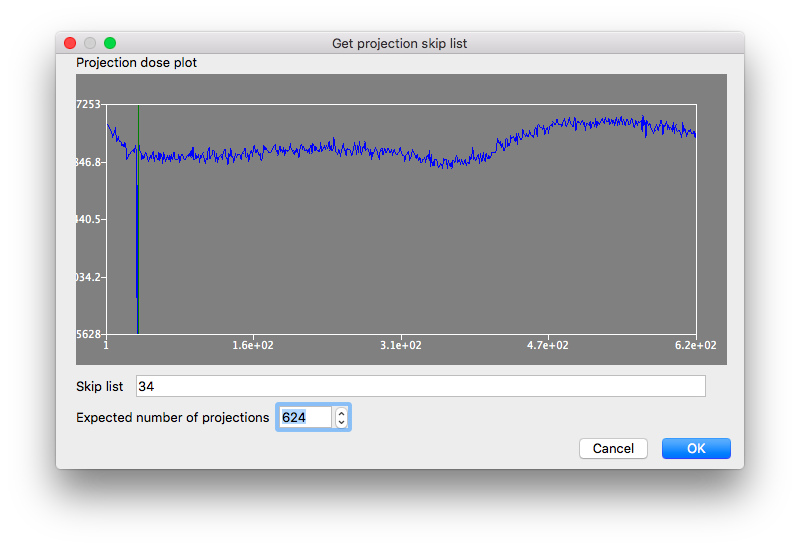 Get projection skip list
Projection dose plot
7253
846.8
440.5
034.2
5628
1 1.6e+02 3.1e+02 4.7e+02 6.2e+02
Skip list 34
Expected number of projections 624
Cancel OK